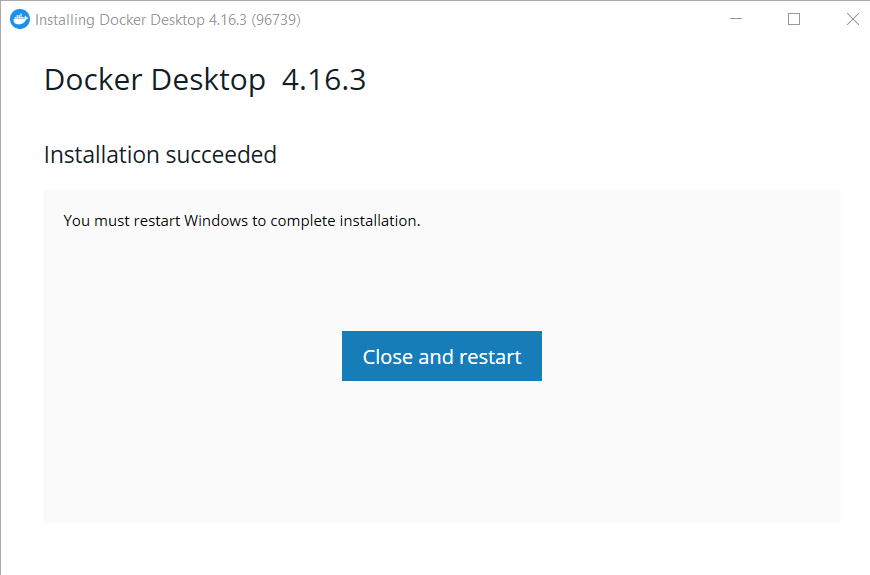 Installing Docker Desktop 4.16.3 (96739)
Docker Desktop 4.16.3
Installation succeeded
You must restart Windows to complete installation.
Close and restart